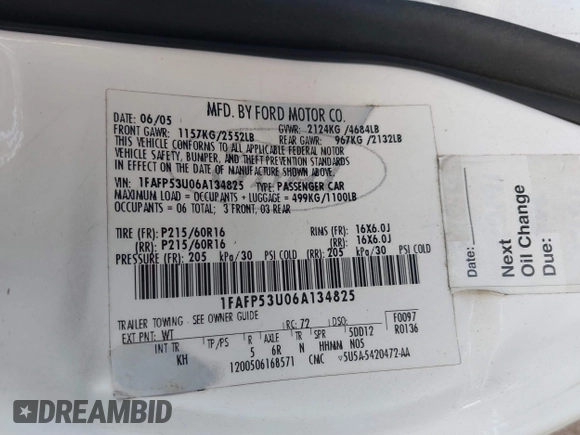 MFD. BY FORD MOTOR CO.
DATE: 06/05
FRONT GAWR: 1157KG/2552LB
GVWR: 2124KG /4684LB
REAR GAWR: 967KG/2132LB
THIS VEHICLE CONFORMS TO ALL APPLICABLE FEDERAL MOTOR
VEHICLE SAFETY, BUMPER, AND THEFT PREVENTION STANDARDS
IN EFFECT ON THE DATE OF MANUFACTURE SHOWN ABOVE.
VIN: 1FAFP53U06A134825 TYPE: PASSENGER CAR
MAXIMUM LOAD = OCCUPANTS + LUGGAGE = 499KG/1100LB
OCCUPANTS = 06 TOTAL: 3 FRONT, 03 REAR
TIRE (FR): P215/60R16 RIMS (FR): 16X6.0J
(RR): P215/60R16 (RR): 16X6.0J
PRESSURE (FR): 205 kPa/30 PSI COLD (RR): 205 kPa/30 PSI COLD
1FAFP53U06A134825
TRAILER TOWING - SEE OWNER GUIDE
EXT PNT: WT RC: 72 DSO: F0097
INT TR TP/PS R AXLE TR SPR 5DD12 R0136
KH 5 6R N HHMM N05
1200506168571 CMC 5U5A-5420472-AA
Next
Oil Change
Due:
Date:
DREAMBID